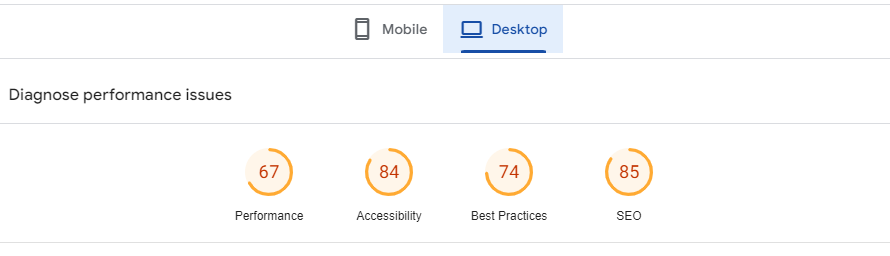 Mobile Desktop
Diagnose performance issues
67 84 74 85
Performance Accessibility Best Practices SEO